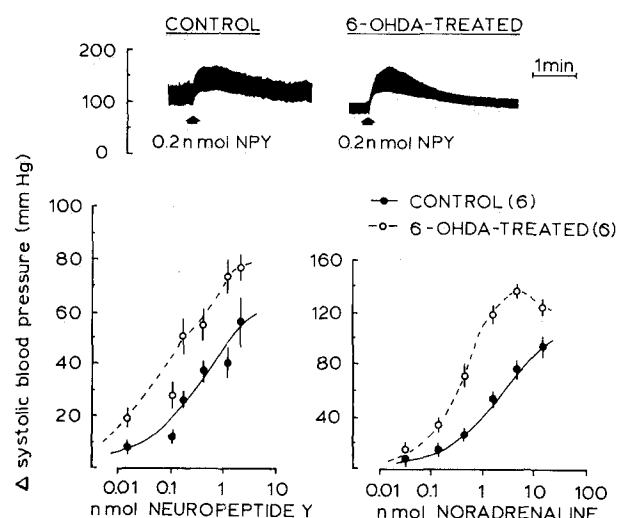 CONTROL
6-OHDA-TREATED
200
150
100
0
1min
0.2 n mol NPY
0.2 n mol NPY
CONTROL (6)
6-OHDA-TREATED (6)
Δ systolic blood pressure (mm Hg)
100
80
60
40
20
0.01 0.1 1 10
n mol NEUROPEPTIDE Y
160
120
80
40
0.01 0.1 1 10 100
n mol NORADRENALINE